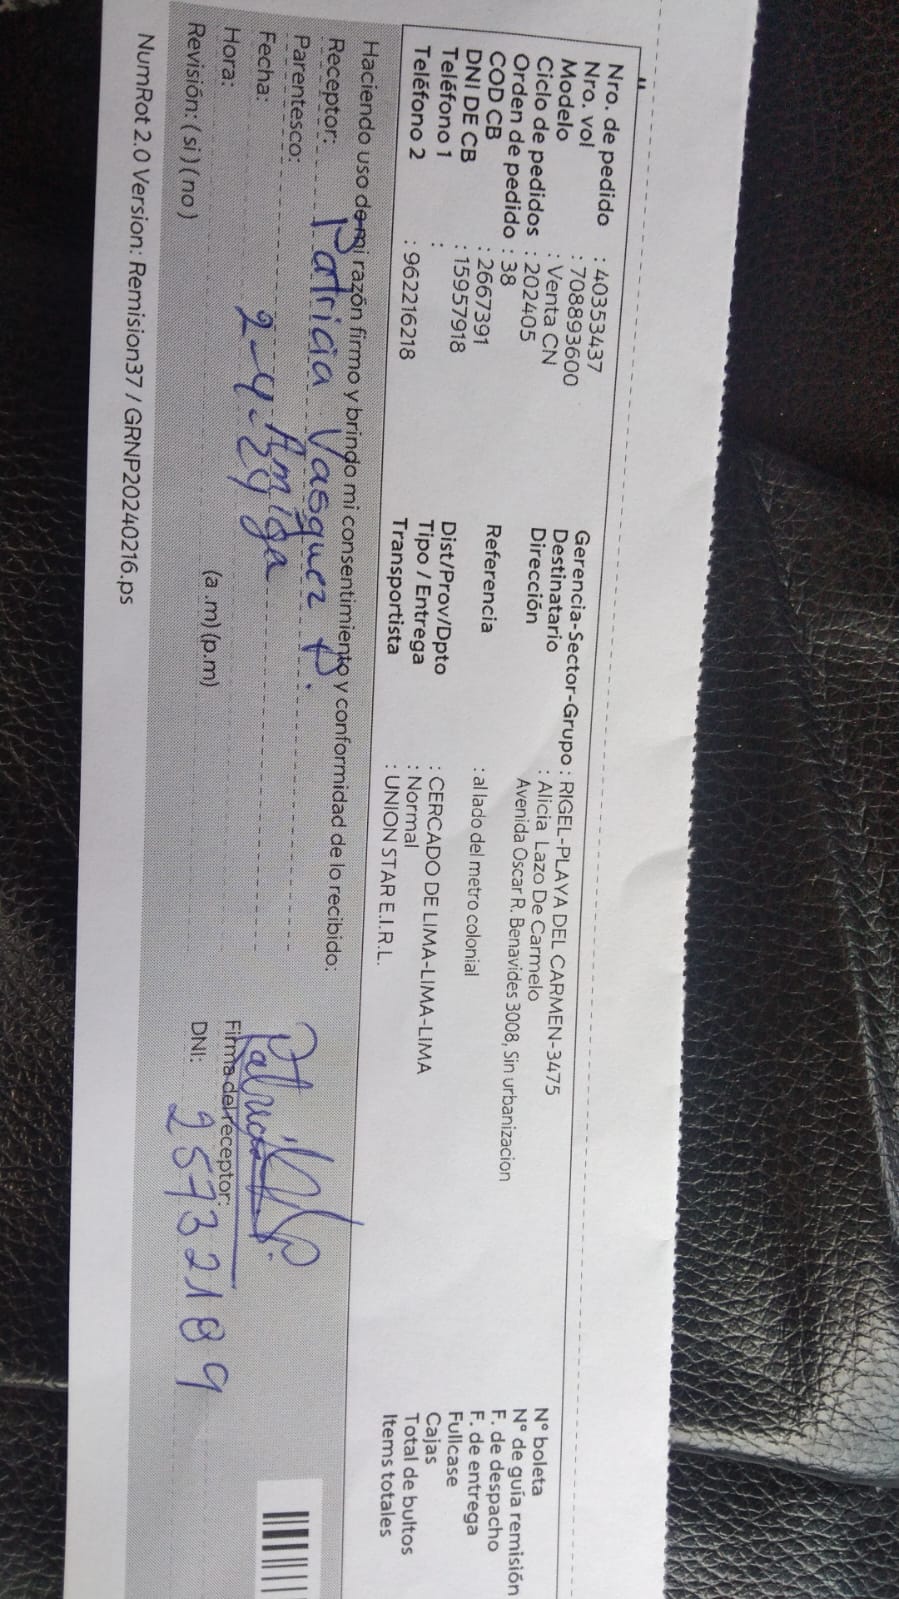 Nro. de pedido : 40353437
Nro. vol : 708893600
Modelo : Venta CN
Ciclo de pedidos : 202405
Orden de pedido : 38
COD CB : 2667391
DNI DE CB : 15957918
Teléfono 1 :
Teléfono 2 : 962216218
Gerencia-Sector-Grupo : RIGEL-PLAYA DEL CARMEN-3475
Destinatario : Alicia Lazo De Carmelo
Dirección Avenida Oscar R. Benavides 3008, Sin urbanizacion
Referencia : al lado del metro colonial
Dist/Prov/Dpto : CERCADO DE LIMA-LIMA-LIMA
Tipo / Entrega : Normal
Transportista : UNION STAR E.I.R.L.
N° boleta
N° de guía remisión
F. de despacho
F. de entrega
Fullcase
Cajas
Total de bultos
Items totales
Haciendo uso de mi razón firmo y brindo mi consentimiento y conformidad de lo recibido:
Receptor: Patricia Vasquez P.
Parentesco: Amiga
Fecha: 2-4-24
Hora: (a.m) (p.m)
Revisión: ( si ) ( no )
Firma del receptor:
DNI: 25732189
NumRot 2.0 Version: Remision37 / GRNP20240216.ps